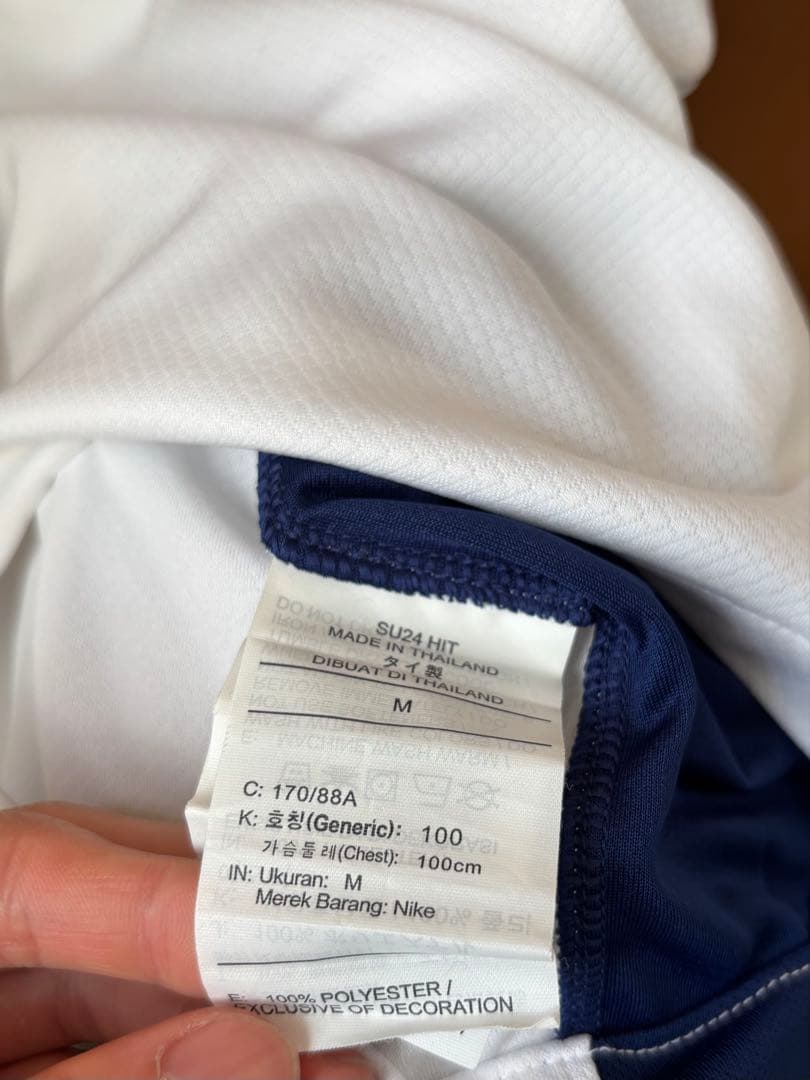 SU24 HIT
MADE IN THAILAND
タイ製
DIBUAT DI THAILAND
M
C: 170/88A
K: 호칭(Generic): 100
가슴둘레(Chest): 100cm
IN: Ukuran: M
Merek Barang: Nike
E: 100% POLYESTER /
EXCLUSIVE OF DECORATION